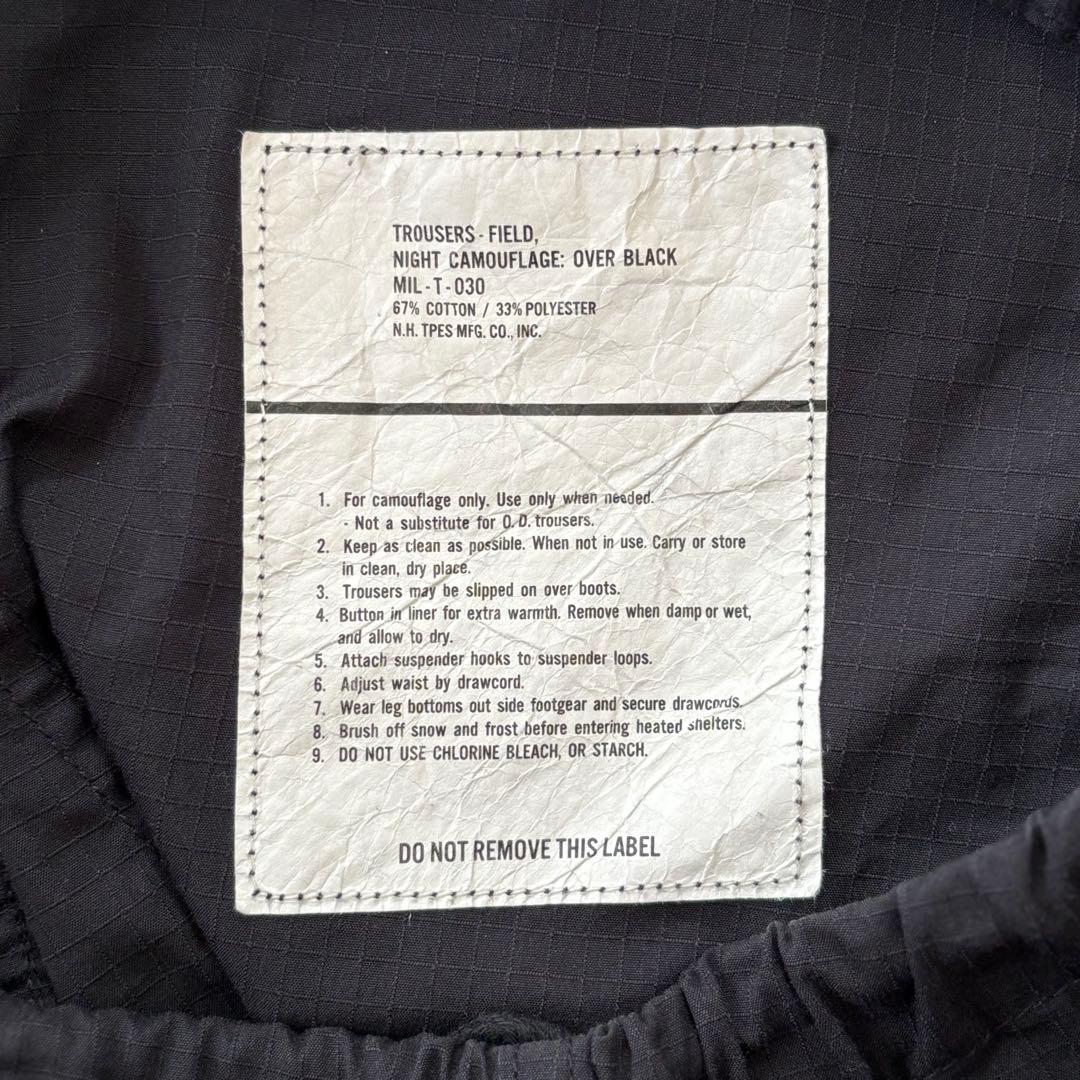 TROUSERS - FIELD,
NIGHT CAMOUFLAGE: OVER BLACK
MIL - T - 030
67% COTTON / 33% POLYESTER
N.H. TPES MFG. CO., INC.
1. For camouflage only. Use only when needed.
- Not a substitute for O.D. trousers.
2. Keep as clean as possible. When not in use. Carry or store
in clean, dry place.
3. Trousers may be slipped on over boots.
4. Button in liner for extra warmth. Remove when damp or wet,
and allow to dry.
5. Attach suspender hooks to suspender loops.
6. Adjust waist by drawcord.
7. Wear leg bottoms out side footgear and secure drawcords.
8. Brush off snow and frost before entering heated shelters.
9. DO NOT USE CHLORINE BLEACH, OR STARCH.
DO NOT REMOVE THIS LABEL